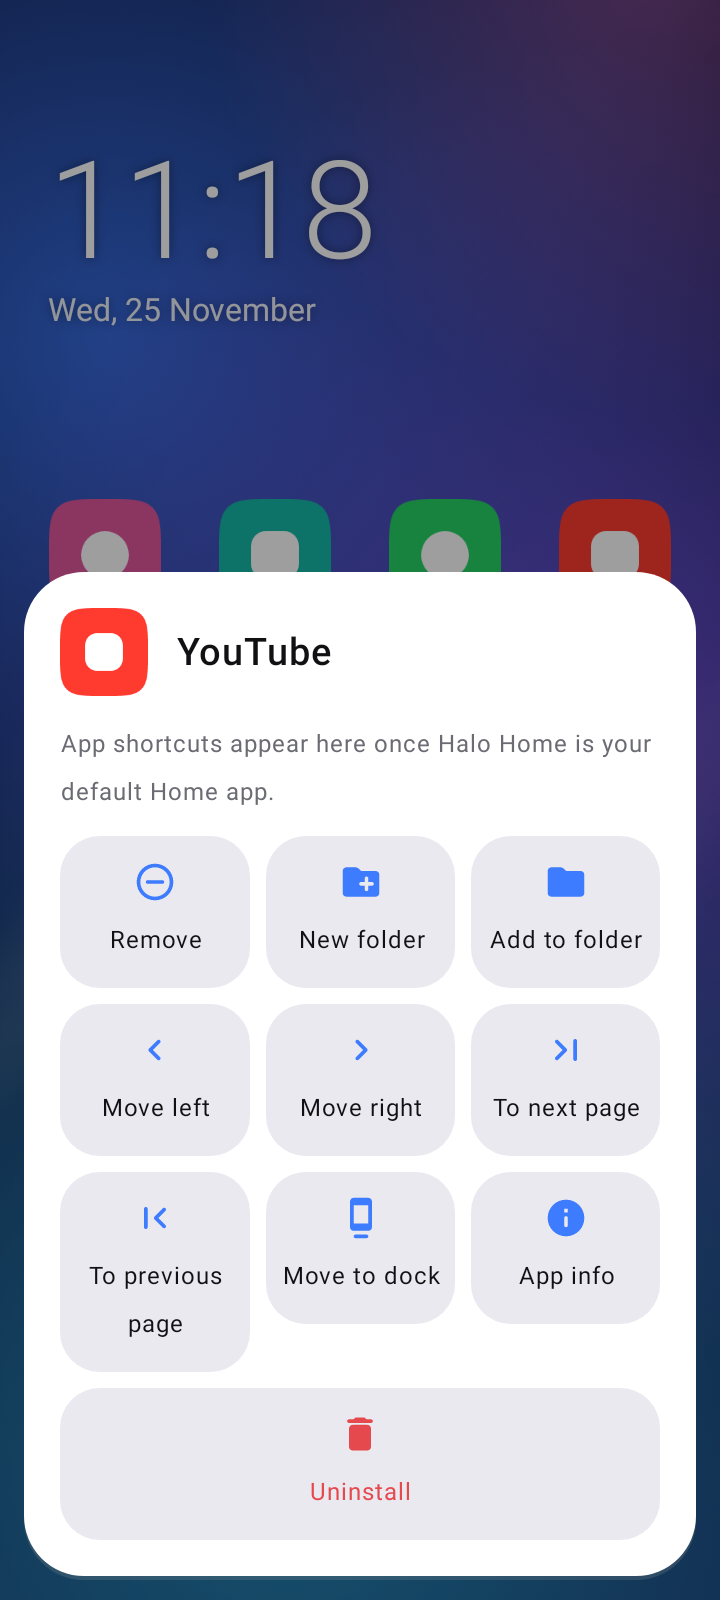 11:18
Wed, 25 November
YouTube
App shortcuts appear here once Halo Home is your
default Home app.
Remove
New folder
Add to folder
Move left
Move right
To next page
To previous
page
Move to dock
App info
Uninstall